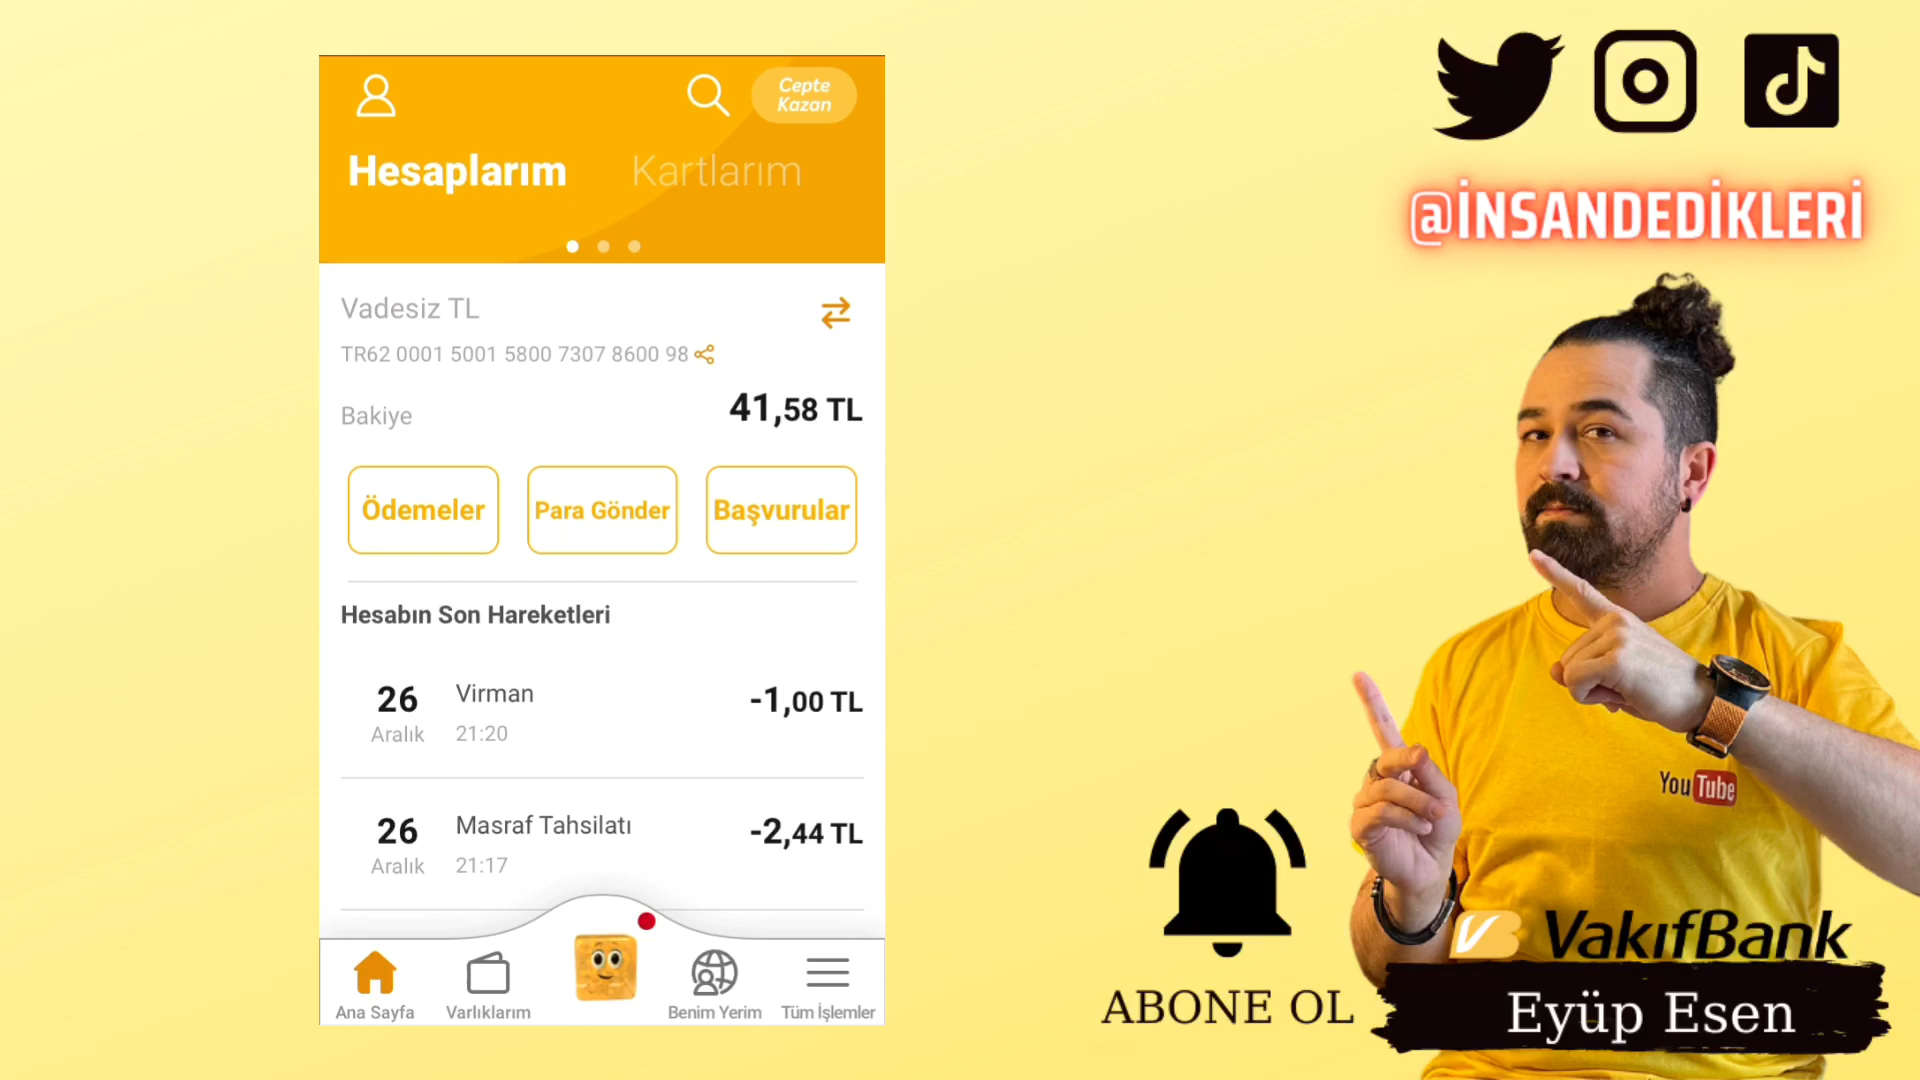 Cepte
Kazan
Hesaplarım
Kartlarım
Vadesiz TL
TR62 0001 5001 5800 7307 8600 98
Bakiye
41,58 TL
Ödemeler
Para Gönder
Başvurular
Hesabın Son Hareketleri
26
Aralık
Virman
21:20
-1,00 TL
26
Aralık
Masraf Tahsilatı
21:17
-2,44 TL
Ana Sayfa
Varlıklarım
Benim Yerim
Tüm İşlemler
@İNSANDEDİKLERİ
YouTube
ABONE OL
VakıfBank
Eyüp Esen